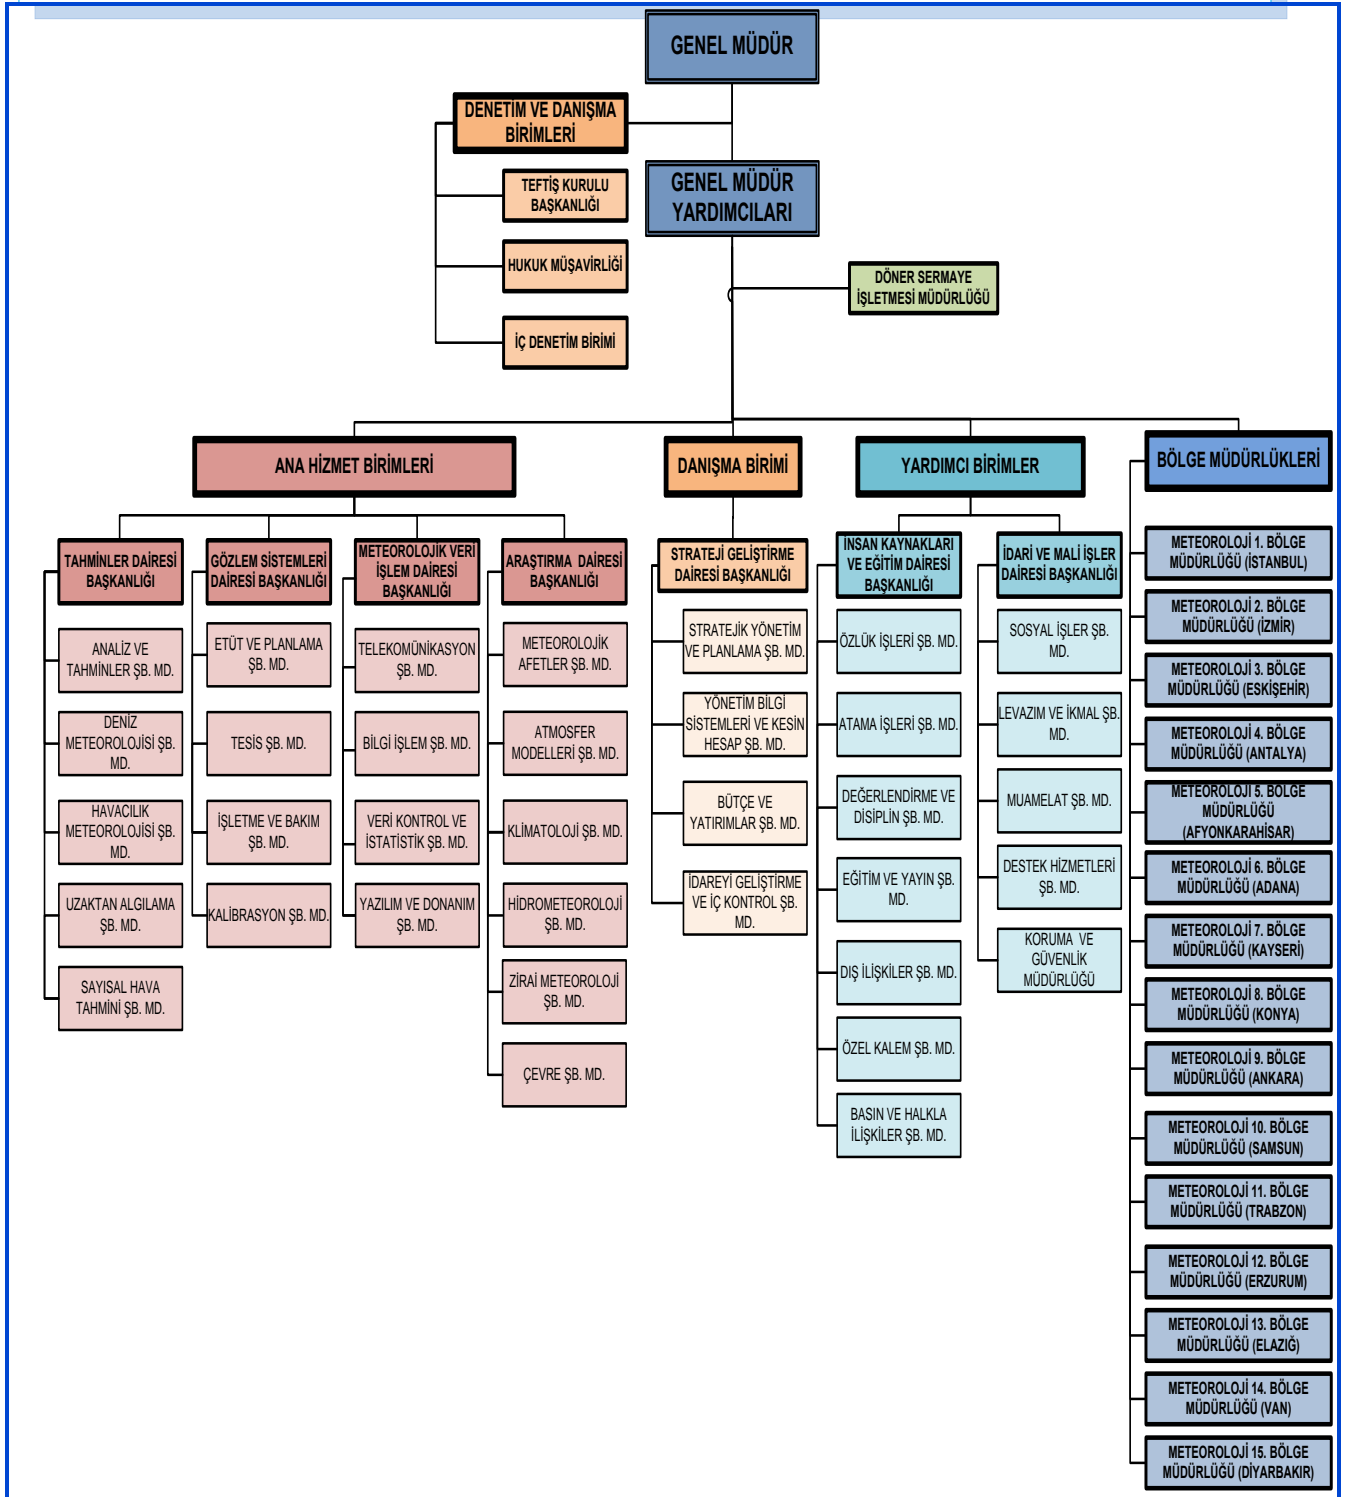 GENEL MÜDÜR
DENETİM VE DANIŞMA
BİRİMLERİ
TEFTİŞ KURULU
BAŞKANLIĞI
HUKUK MÜŞAVİRLİĞİ
İÇ DENETİM BİRİMİ
GENEL MÜDÜR
YARDIMCILARI
DÖNER SERMAYE
İŞLETMESİ MÜDÜRLÜĞÜ
ANA HİZMET BİRİMLERİ
TAHMİNLER DAİRESİ
BAŞKANLIĞI
ANALİZ VE
TAHMİNLER ŞB. MD.
DENİZ
METEOROLOJİSİ ŞB.
MD.
HAVACILIK
METEOROLOJİSİ ŞB.
MD.
UZAKTAN ALGILAMA
ŞB. MD.
SAYISAL HAVA
TAHMİNİ ŞB. MD.
GÖZLEM SİSTEMLERİ
DAİRESİ BAŞKANLIĞI
ETÜT VE PLANLAMA
ŞB. MD.
TESİS ŞB. MD.
İŞLETME VE BAKIM
ŞB. MD.
KALİBRASYON ŞB. MD.
METEOROLOJİK VERİ
İŞLEM DAİRESİ
BAŞKANLIĞI
TELEKOMÜNİKASYON
ŞB. MD.
BİLGİ İŞLEM ŞB. MD.
VERİ KONTROL VE
İSTATİSTİK ŞB. MD.
YAZILIM VE DONANIM
ŞB. MD.
ARAŞTIRMA DAİRESİ
BAŞKANLIĞI
METEOROLOJİK
AFETLER ŞB. MD.
ATMOSFER
MODELLERİ ŞB. MD.
KLİMATOLOJİ ŞB. MD.
HİDROMETEOROLOJİ
ŞB. MD.
ZİRAİ METEOROLOJİ
ŞB. MD.
ÇEVRE ŞB. MD.
DANIŞMA BİRİMİ
STRATEJİ GELİŞTİRME
DAİRESİ BAŞKANLIĞI
STRATEJİK YÖNETİM
VE PLANLAMA ŞB. MD.
YÖNETİM BİLGİ
SİSTEMLERİ VE KESİN
HESAP ŞB. MD.
BÜTÇE VE
YATIRIMLAR ŞB. MD.
İDAREYİ GELİŞTİRME
VE İÇ KONTROL ŞB.
MD.
YARDIMCI BİRİMLER
İNSAN KAYNAKLARI
VE EĞİTİM DAİRESİ
BAŞKANLIĞI
ÖZLÜK İŞLERİ ŞB. MD.
ATAMA İŞLERİ ŞB. MD.
DEĞERLENDİRME VE
DİSİPLİN ŞB. MD.
EĞİTİM VE YAYIN ŞB.
MD.
DIŞ İLİŞKİLER ŞB. MD.
ÖZEL KALEM ŞB. MD.
BASIN VE HALKLA
İLİŞKİLER ŞB. MD.
İDARİ VE MALİ İŞLER
DAİRESİ BAŞKANLIĞI
SOSYAL İŞLER ŞB.
MD.
LEVAZIM VE İKMAL ŞB.
MD.
MUAMELAT ŞB. MD.
DESTEK HİZMETLERİ
ŞB. MD.
KORUMA VE
GÜVENLİK
MÜDÜRLÜĞÜ
BÖLGE MÜDÜRLÜKLERİ
METEOROLOJİ 1. BÖLGE
MÜDÜRLÜĞÜ (İSTANBUL)
METEOROLOJİ 2. BÖLGE
MÜDÜRLÜĞÜ (İZMİR)
METEOROLOJİ 3. BÖLGE
MÜDÜRLÜĞÜ (ESKİŞEHİR)
METEOROLOJİ 4. BÖLGE
MÜDÜRLÜĞÜ (ANTALYA)
METEOROLOJİ 5. BÖLGE
MÜDÜRLÜĞÜ
(AFYONKARAHİSAR)
METEOROLOJİ 6. BÖLGE
MÜDÜRLÜĞÜ (ADANA)
METEOROLOJİ 7. BÖLGE
MÜDÜRLÜĞÜ (KAYSERİ)
METEOROLOJİ 8. BÖLGE
MÜDÜRLÜĞÜ (KONYA)
METEOROLOJİ 9. BÖLGE
MÜDÜRLÜĞÜ (ANKARA)
METEOROLOJİ 10. BÖLGE
MÜDÜRLÜĞÜ (SAMSUN)
METEOROLOJİ 11. BÖLGE
MÜDÜRLÜĞÜ (TRABZON)
METEOROLOJİ 12. BÖLGE
MÜDÜRLÜĞÜ (ERZURUM)
METEOROLOJİ 13. BÖLGE
MÜDÜRLÜĞÜ (ELAZIĞ)
METEOROLOJİ 14. BÖLGE
MÜDÜRLÜĞÜ (VAN)
METEOROLOJİ 15. BÖLGE
MÜDÜRLÜĞÜ (DİYARBAKIR)